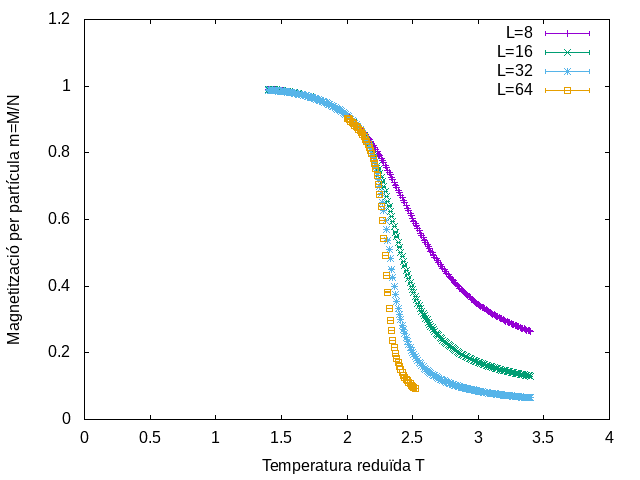 1.2
1
0.8
0.6
0.4
0.2
0
0
0.5
1
1.5
2
2.5
3
3.5
4
Magnetització per partícula m=M/N
Temperatura reduïda T
L=8
L=16
L=32
L=64